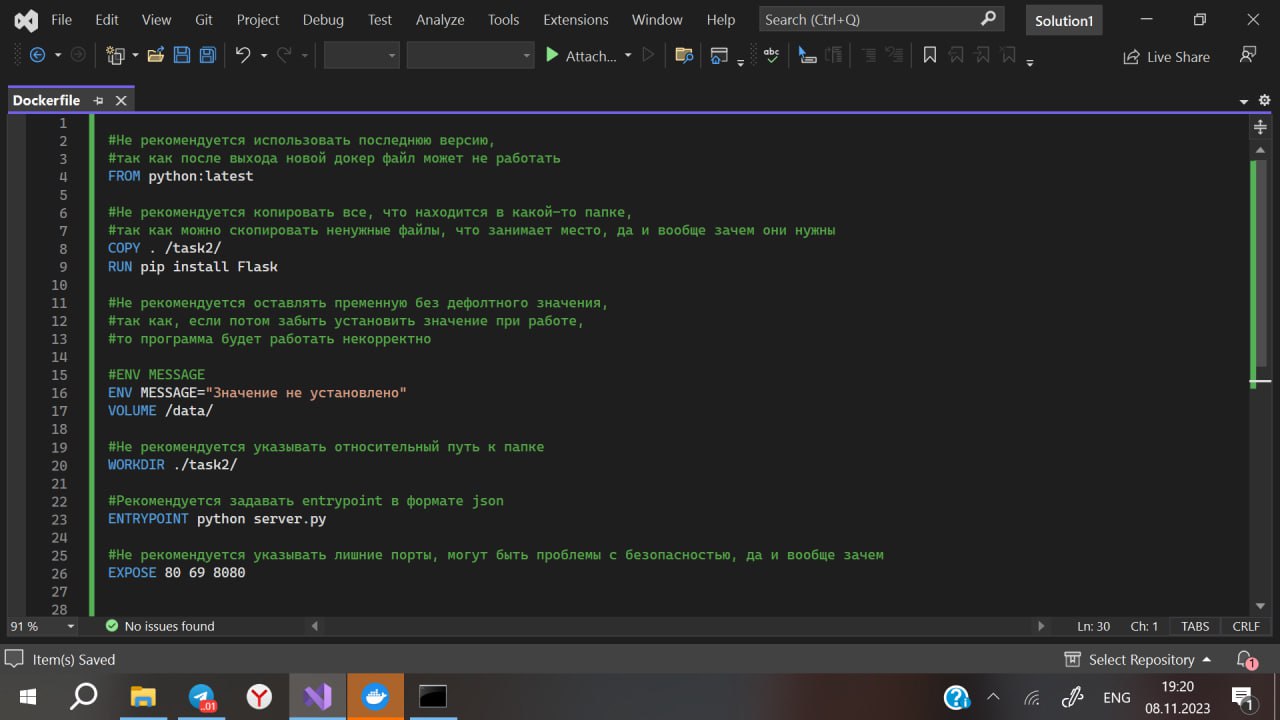 File Edit View Git Project Debug Test Analyze Tools Extensions Window Help Search (Ctrl+Q) Solution1
Attach... abc Live Share
Dockerfile
1
2 #Не рекомендуется использовать последнюю версию,
3 #так как после выхода новой докер файл может не работать
4 FROM python:latest
5
6 #Не рекомендуется копировать все, что находится в какой-то папке,
7 #так как можно скопировать ненужные файлы, что занимает место, да и вообще зачем они нужны
8 COPY . /task2/
9 RUN pip install Flask
10
11 #Не рекомендуется оставлять пременную без дефолтного значения,
12 #так как, если потом забыть установить значение при работе,
13 #то программа будет работать некорректно
14
15 #ENV MESSAGE
16 ENV MESSAGE="Значение не установлено"
17 VOLUME /data/
18
19 #Не рекомендуется указывать относительный путь к папке
20 WORKDIR ./task2/
21
22 #Рекомендуется задавать entrypoint в формате json
23 ENTRYPOINT python server.py
24
25 #Не рекомендуется указывать лишние порты, могут быть проблемы с безопасностью, да и вообще зачем
26 EXPOSE 80 69 8080
27
28
91 % No issues found Ln: 30 Ch: 1 TABS CRLF
Item(s) Saved Select Repository 1
..01 ENG 19:20 1
08.11.2023